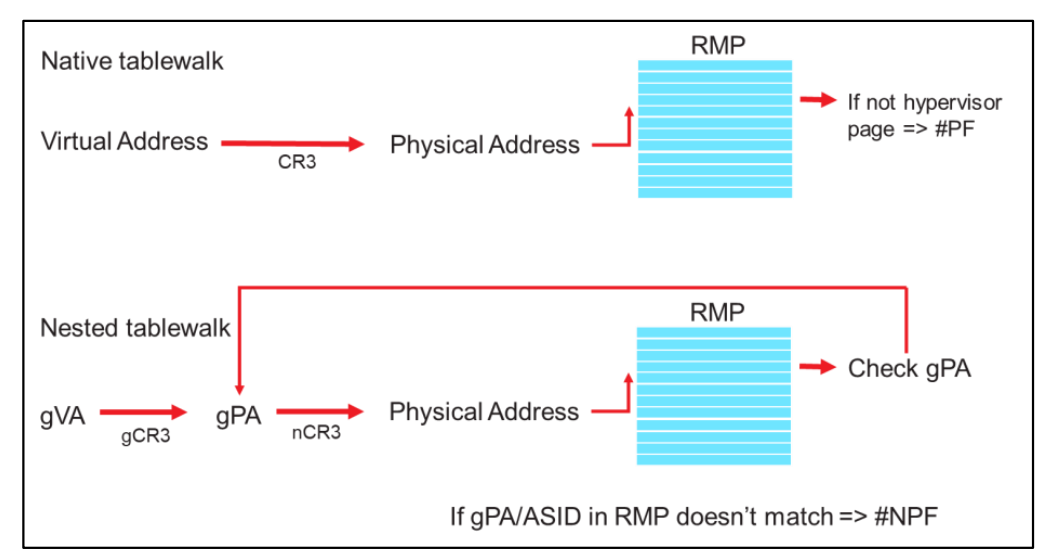 Native tablewalk
RMP
Virtual Address
CR3
Physical Address
If not hypervisor
page => #PF
Nested tablewalk
RMP
gVA
gCR3
gPA
nCR3
Physical Address
Check gPA
If gPA/ASID in RMP doesn’t match => #NPF